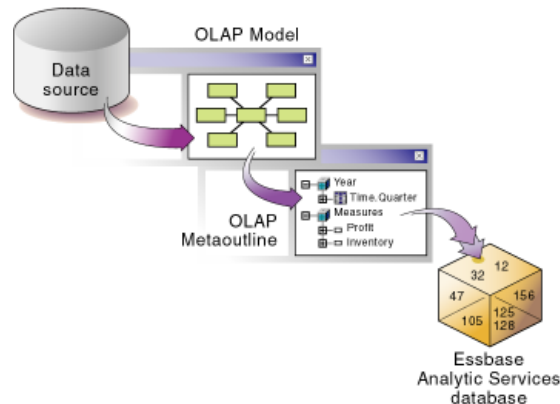 OLAP Model
Data
source
Year
Time.Quarter
Measures
Profit
Inventory
OLAP
Metaoutline
12
32
47
156
105
125
128
Essbase
Analytic Services
database